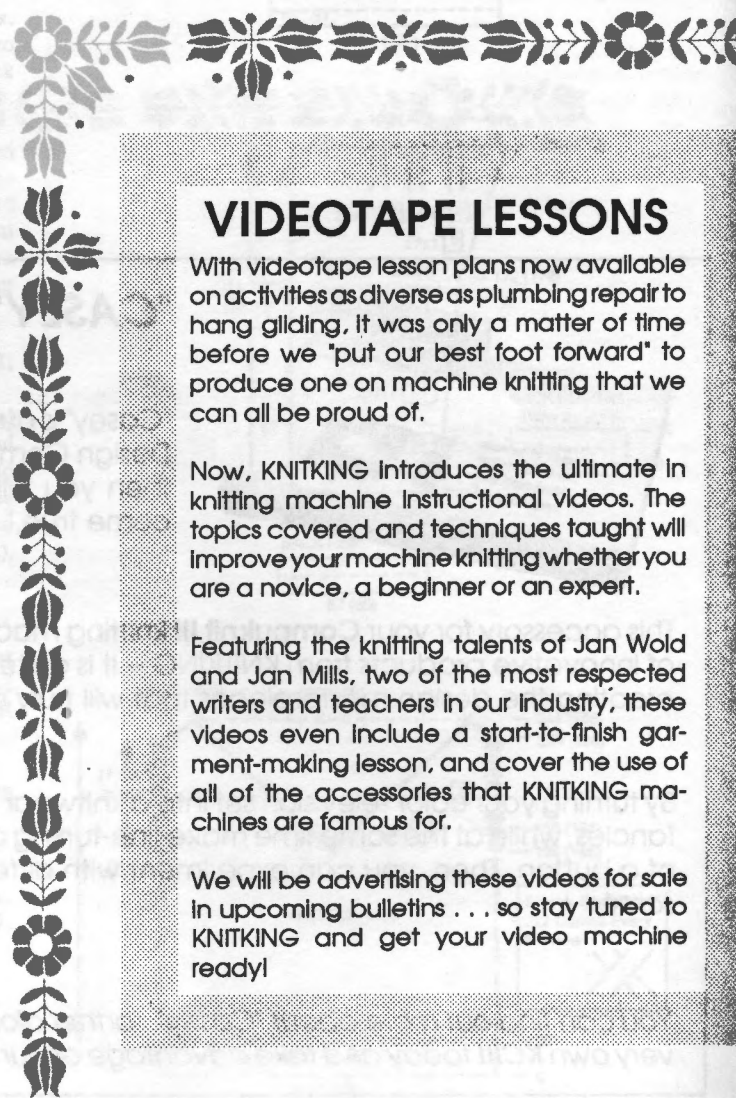 VIDEOTAPE LESSONS
With videotape lesson plans now available
on activities as diverse as plumbing repair to
hang gliding, it was only a matter of time
before we "put our best foot forward" to
produce one on machine knitting that we
can all be proud of.
Now, KNITKING introduces the ultimate in
knitting machine instructional videos. The
topics covered and techniques taught will
improve your machine knitting whether you
are a novice, a beginner or an expert.
Featuring the knitting talents of Jan Wold
and Jan Mills, two of the most respected
writers and teachers in our industry, these
videos even include a start-to-finish gar-
ment-making lesson, and cover the use of
all of the accessories that KNITKING ma-
chines are famous for.
We will be advertising these videos for sale
in upcoming bulletins . . . so stay tuned to
KNITKING and get your video machine
ready!